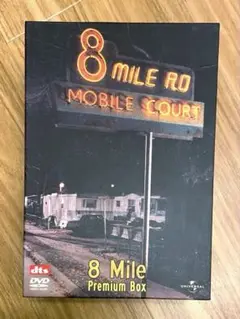 8 MILE RD
MOBILE COURT
dts
DVD
8 Mile
Premium Box
UNIVERSAL